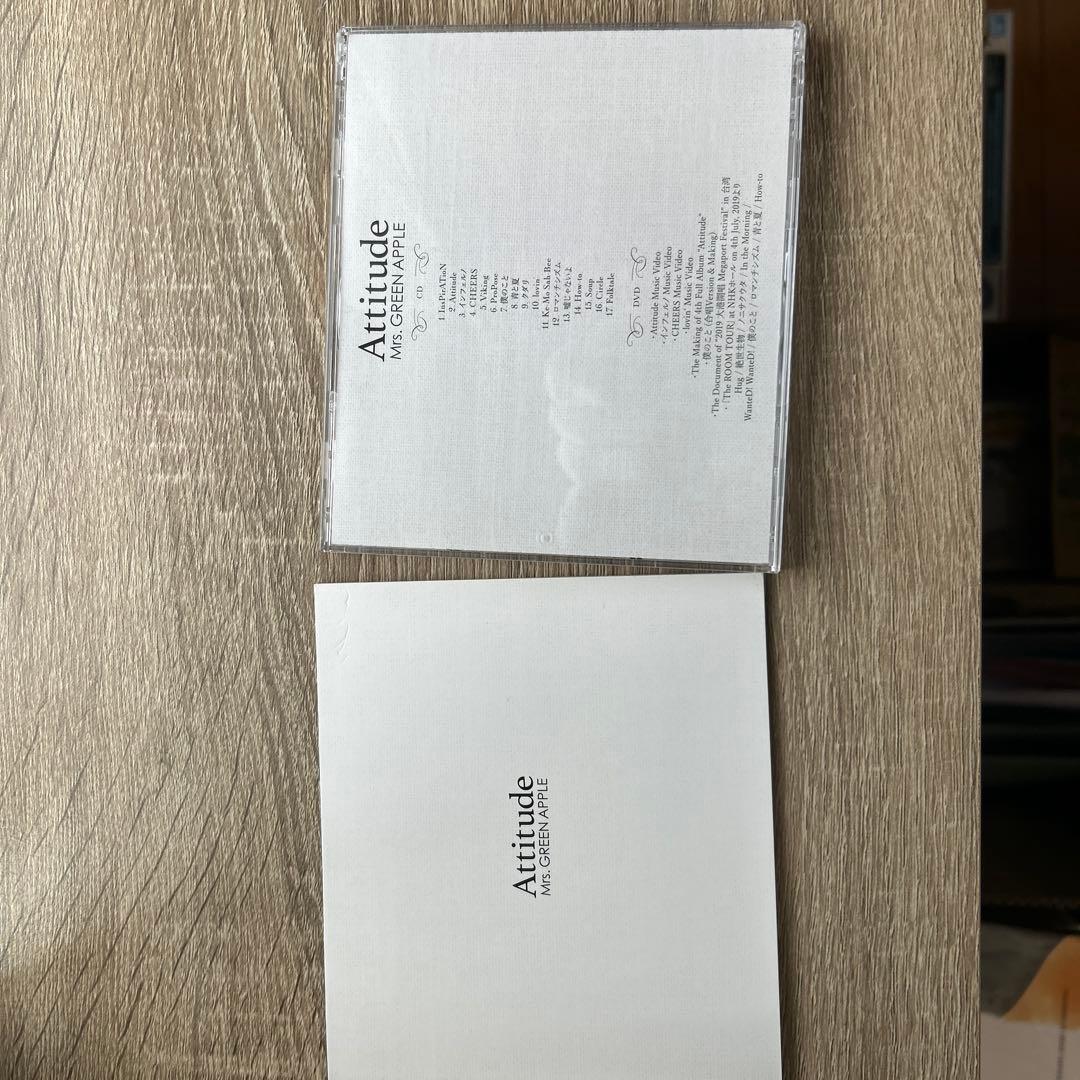 Attitude
Mrs. GREEN APPLE
CD
1. InsPirATioN
2. Attitude
3. インフェルノ
4. CHEERS
5. Viking
6. ProPose
7. 僕のこと
8. 青と夏
9. クダリ
10. lovin
11. Ke-Mo Sah Bee
12. ロマンチシズム
13. 嘘じゃないよ
14. How-to
15. Soup
16. Circle
17. Folktale
DVD
・Attitude Music Video
・インフェルノ Music Video
・CHEERS Music Video
・lovin' Music Video
・The Making of 4th Full Album "Attitude"
・僕のこと (合唱Version & Making)
・The Document of "2019 大港開唱 Megaport Festival" in 台湾
・「The ROOM TOUR」 at NHKホール on 4th July, 2019より
Hug / 絶世生物 / ノニサクウタ / In the Morning /
WanteD! WanteD! / 僕のこと / ロマンチシズム / 青と夏 / How-to
Attitude
Mrs. GREEN APPLE